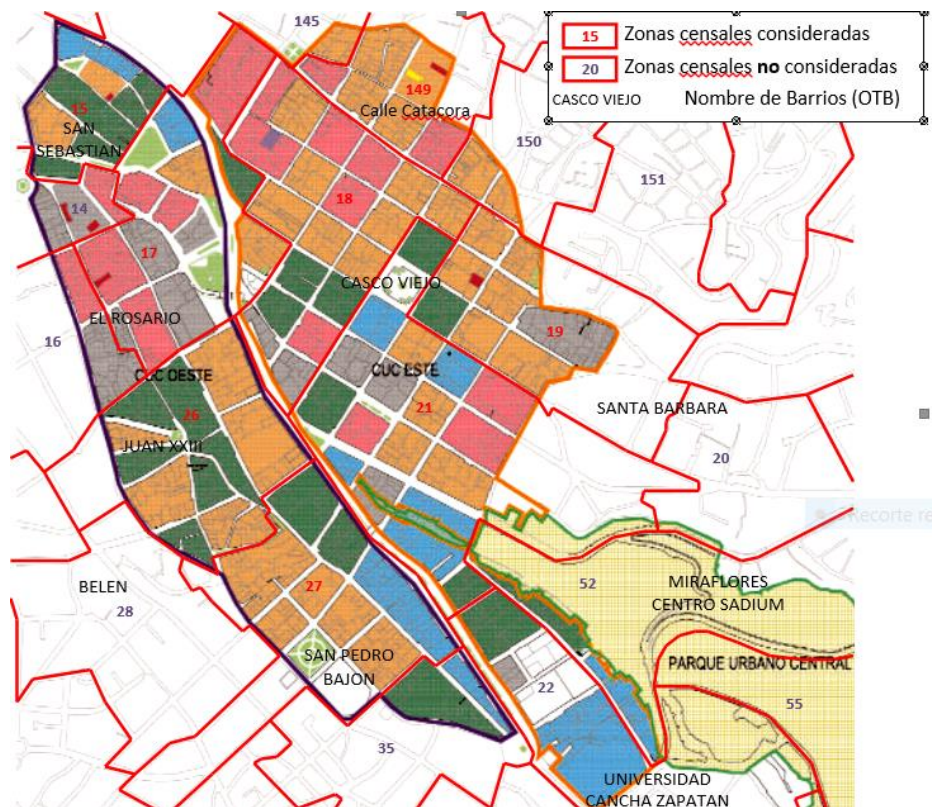 145
15 Zonas censales consideradas
20 Zonas censales no consideradas
CASCO VIEJO Nombre de Barrios (OTB)
149
Calle Catacora
15
SAN
SEBASTIAN
150
151
18
14
17
CASCO VIEJO
EL ROSARIO
19
16
CUC OESTE
CUC ESTE
21
SANTA BARBARA
26
JUAN XXIII
20
Recorte re
BELEN
28
27
52
MIRAFLORES
CENTRO SADIUM
SAN PEDRO
BAJON
PARQUE URBANO CENTRAL
22
55
35
UNIVERSIDAD
CANCHA ZAPATAN